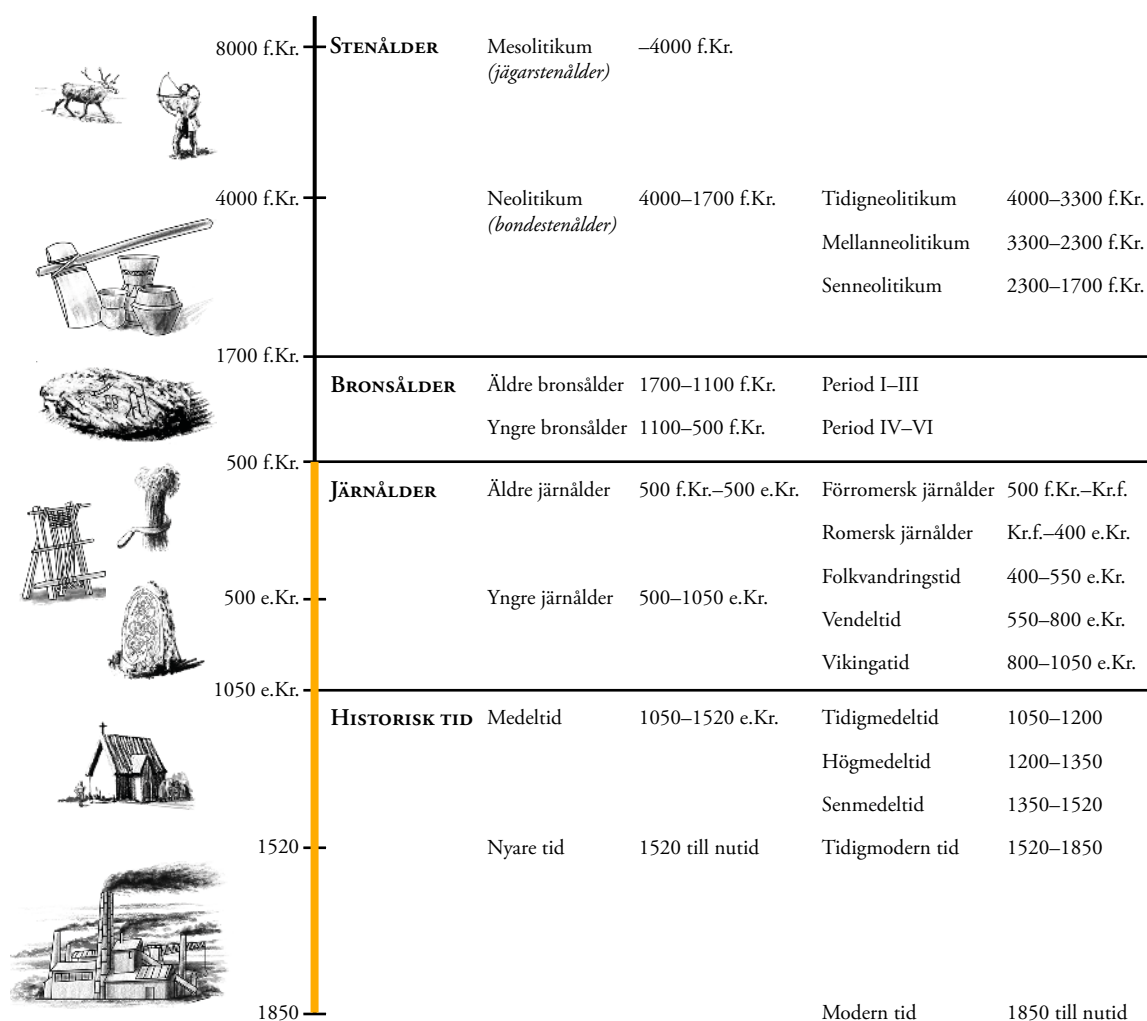 8000 f.Kr. STENÅLDER Mesolitikum –4000 f.Kr.
(jägarstenålder)
4000 f.Kr. Neolitikum 4000–1700 f.Kr. Tidigneolitikum 4000–3300 f.Kr.
(bondestenålder)
Mellanneolitikum 3300–2300 f.Kr.
Senneolitikum 2300–1700 f.Kr.
1700 f.Kr.
BRONSÅLDER Äldre bronsålder 1700–1100 f.Kr. Period I–III
Yngre bronsålder 1100–500 f.Kr. Period IV–VI
500 f.Kr.
JÄRNÅLDER Äldre järnålder 500 f.Kr.–500 e.Kr. Förromersk järnålder 500 f.Kr.–Kr.f.
Romersk järnålder Kr.f.–400 e.Kr.
Folkvandringstid 400–550 e.Kr.
500 e.Kr. Yngre järnålder 500–1050 e.Kr.
Vendeltid 550–800 e.Kr.
Vikingatid 800–1050 e.Kr.
1050 e.Kr.
HISTORISK TID Medeltid 1050–1520 e.Kr. Tidigmedeltid 1050–1200
Högmedeltid 1200–1350
Senmedeltid 1350–1520
1520 Nyare tid 1520 till nutid Tidigmodern tid 1520–1850
1850 Modern tid 1850 till nutid